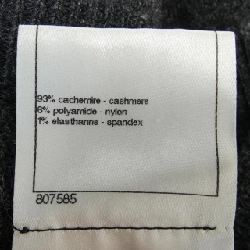 93% cachemire - cashmere
6% polyamide - nylon
1% elasthanne - spandex
807585